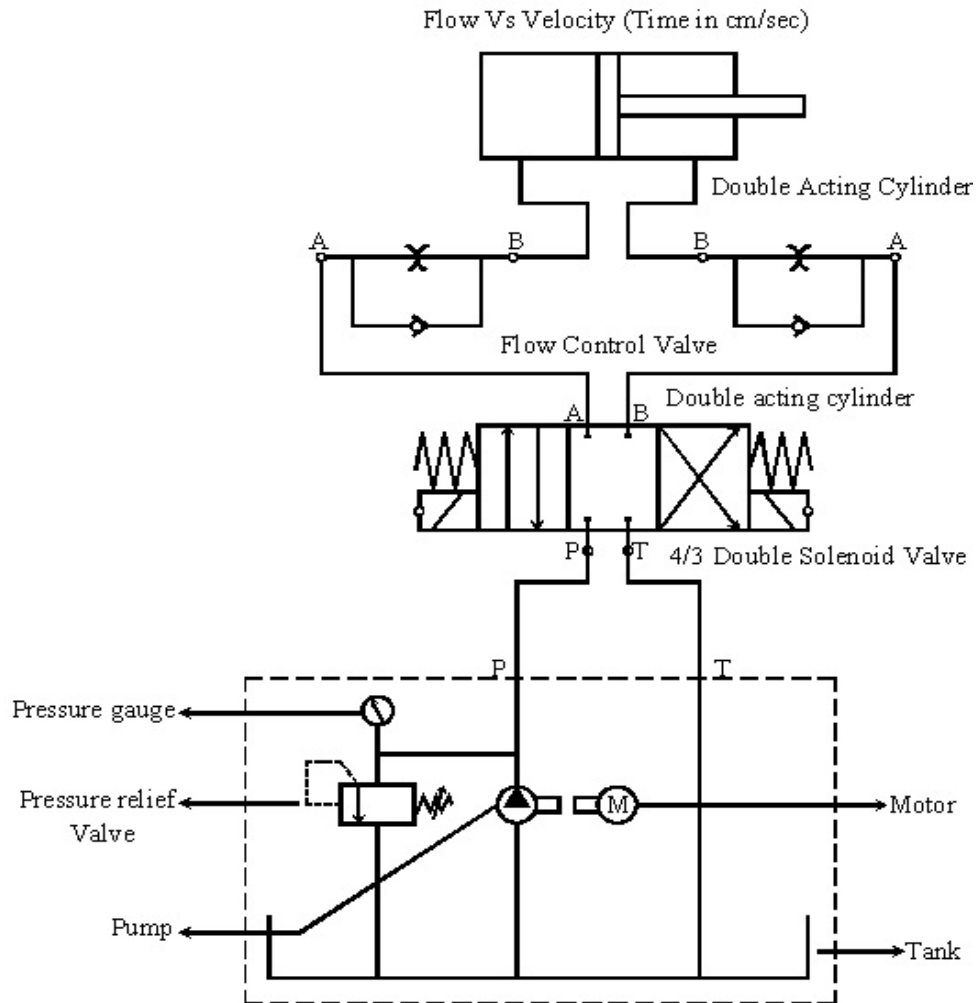 Flow Vs Velocity (Time in cm/sec)
Double Acting Cylinder
A
B
B
A
Flow Control Valve
Double acting cylinder
A
B
P
T
4/3 Double Solenoid Valve
P
T
Pressure gauge
Pressure relief
Valve
M
Motor
Pump
Tank